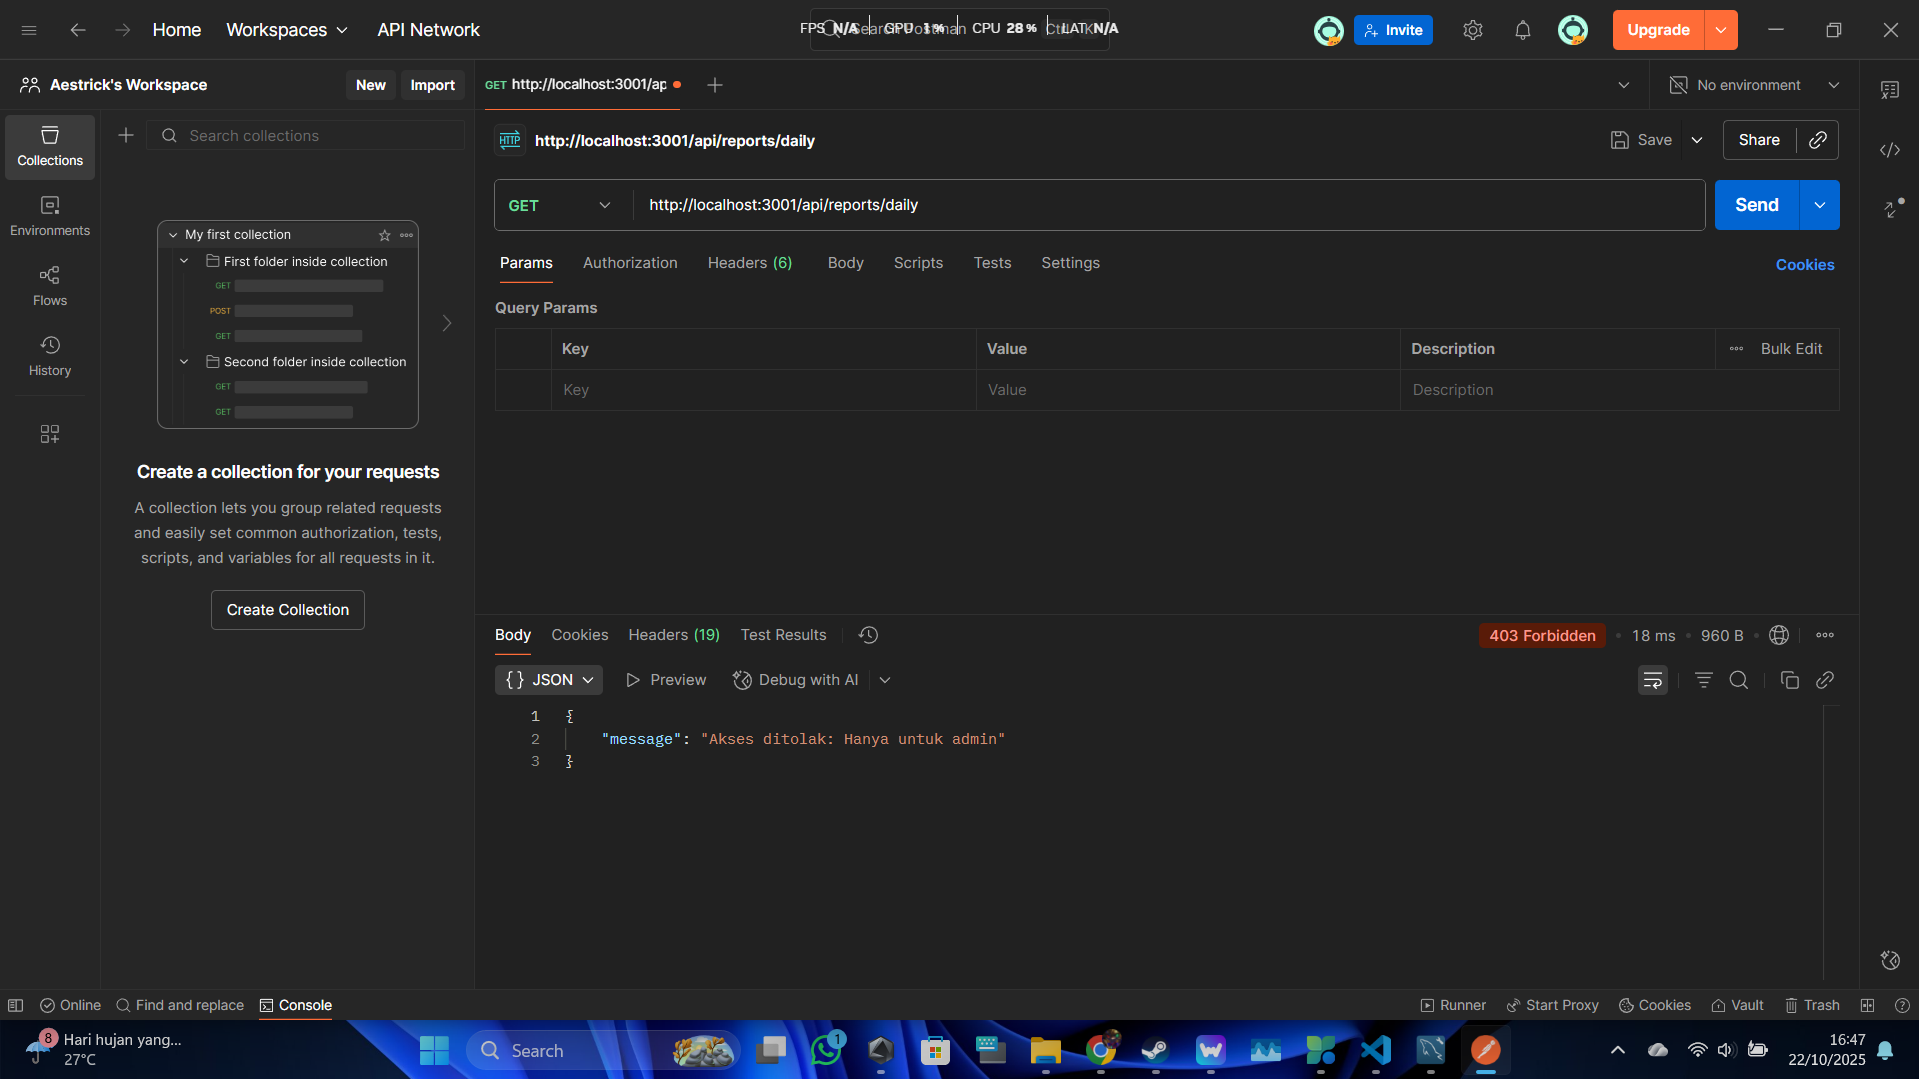 Home
Workspaces
API Network
FPS N/A
GPU 1%
CPU 28%
LAT N/A
Search Postman
Ctrl K
Invite
Upgrade
Aestrick's Workspace
New
Import
GET http://localhost:3001/ap
No environment
Collections
Environments
Flows
History
Search collections
My first collection
First folder inside collection
GET
POST
GET
Second folder inside collection
GET
GET
Create a collection for your requests
A collection lets you group related requests
and easily set common authorization, tests,
scripts, and variables for all requests in it.
Create Collection
HTTP http://localhost:3001/api/reports/daily
Save
Share
GET
http://localhost:3001/api/reports/daily
Send
Params
Authorization
Headers (6)
Body
Scripts
Tests
Settings
Cookies
Query Params
Key
Value
Description
Bulk Edit
Key
Value
Description
Body
Cookies
Headers (19)
Test Results
403 Forbidden
18 ms
960 B
{} JSON
Preview
Debug with AI
1 {
2 "message": "Akses ditolak: Hanya untuk admin"
3 }
Online
Find and replace
Console
Runner
Start Proxy
Cookies
Vault
Trash
8
Hari hujan yang...
27°C
Search
1
16:47
22/10/2025